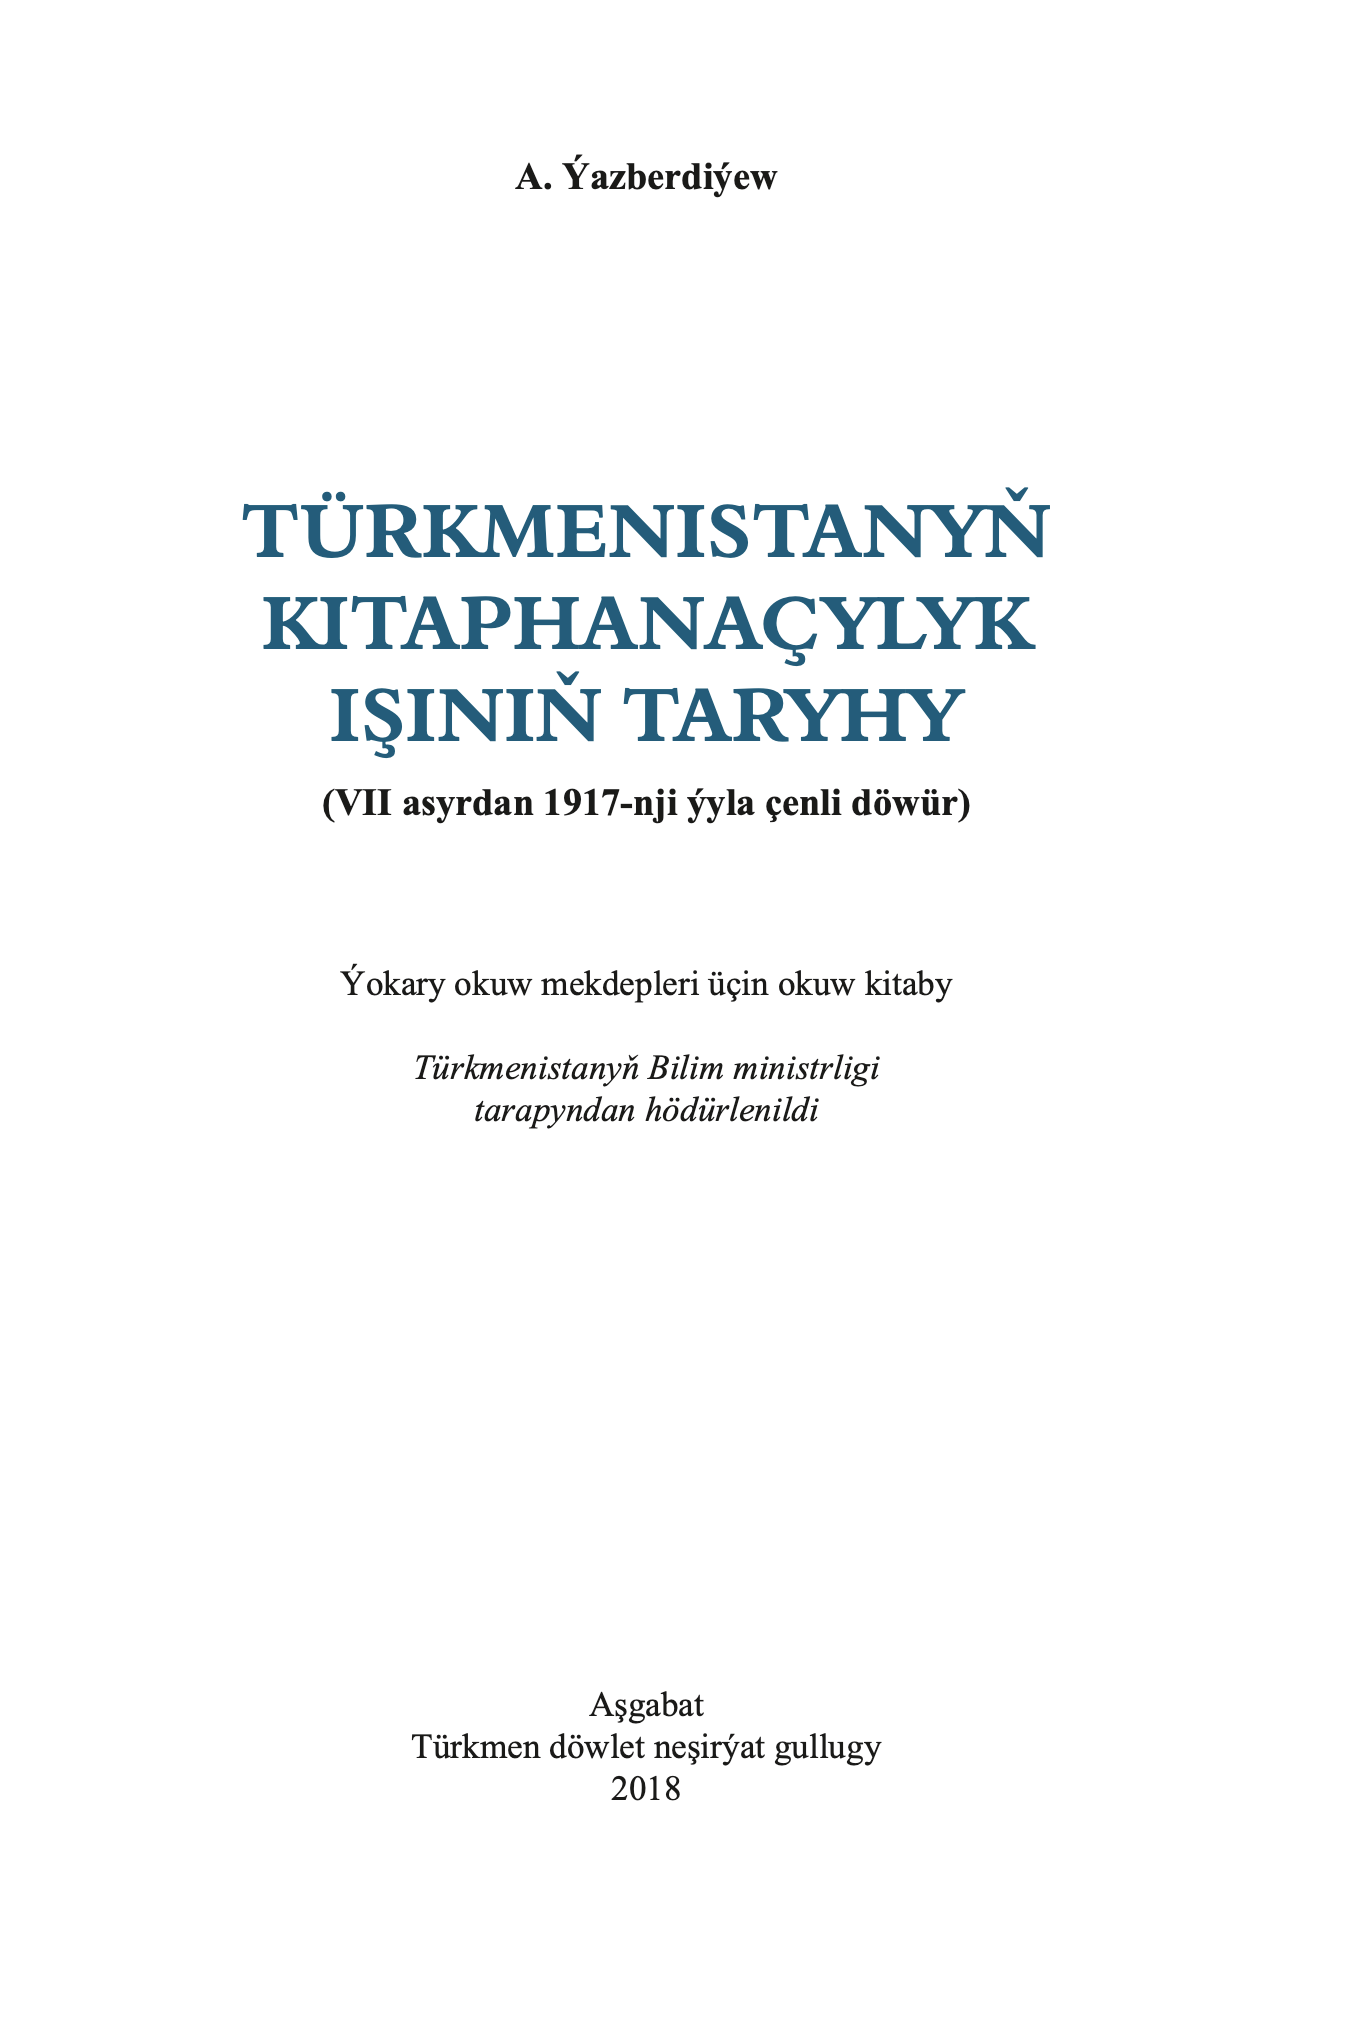 A. Ýazberdiýew
TÜRKMENISTANYŇ
KITAPHANAÇYLYK
IŞINIŇ TARYHY
(VII asyrdan 1917-nji ýyla çenli döwür)
Ýokary okuw mekdepleri üçin okuw kitaby
Türkmenistanyň Bilim ministrligi
tarapyndan hödürlenildi
Aşgabat
Türkmen döwlet neşirýat gullugy
2018